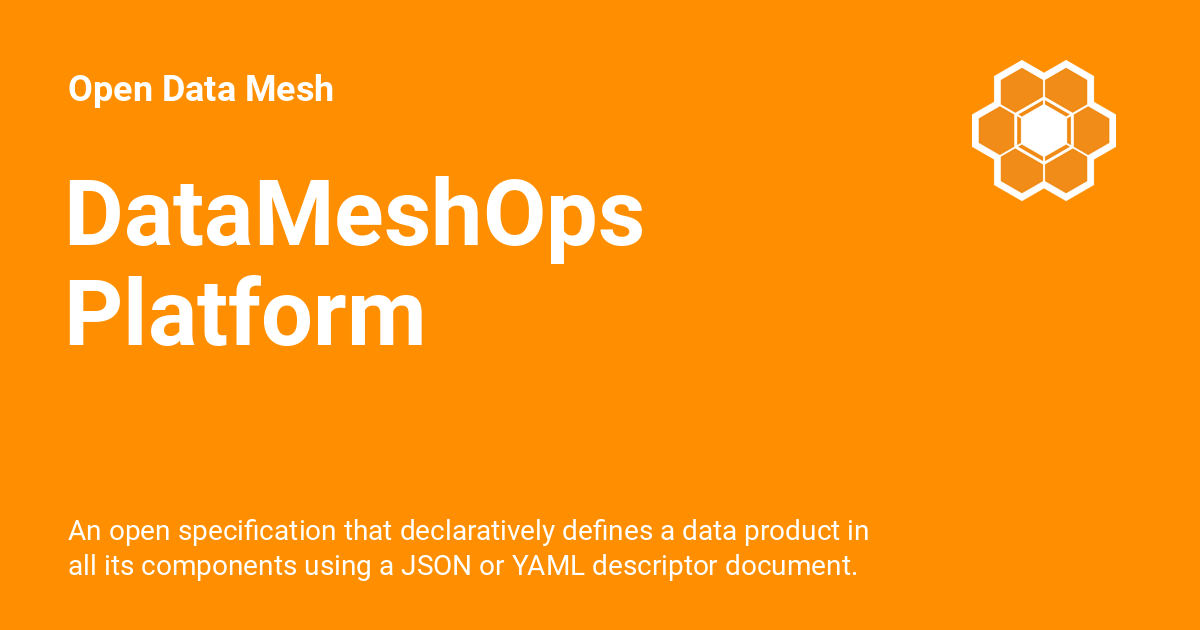 Open Data Mesh
DataMeshOps
Platform
An open specification that declaratively defines a data product in
all its components using a JSON or YAML descriptor document.